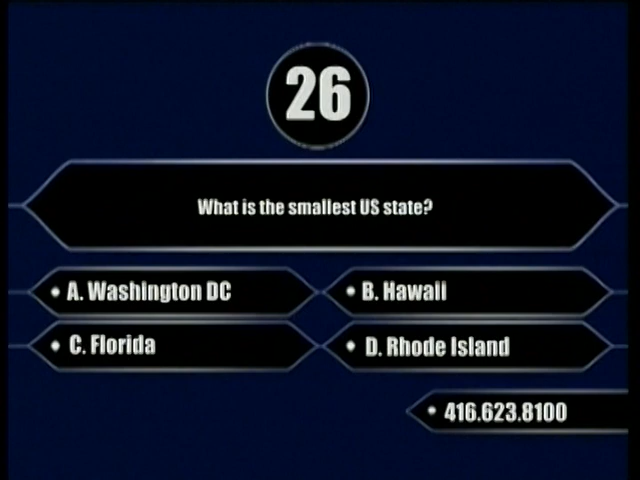 26
What is the smallest US state?
• A. Washington DC
• B. Hawaii
• C. Florida
• D. Rhode Island
• 416.623.8100